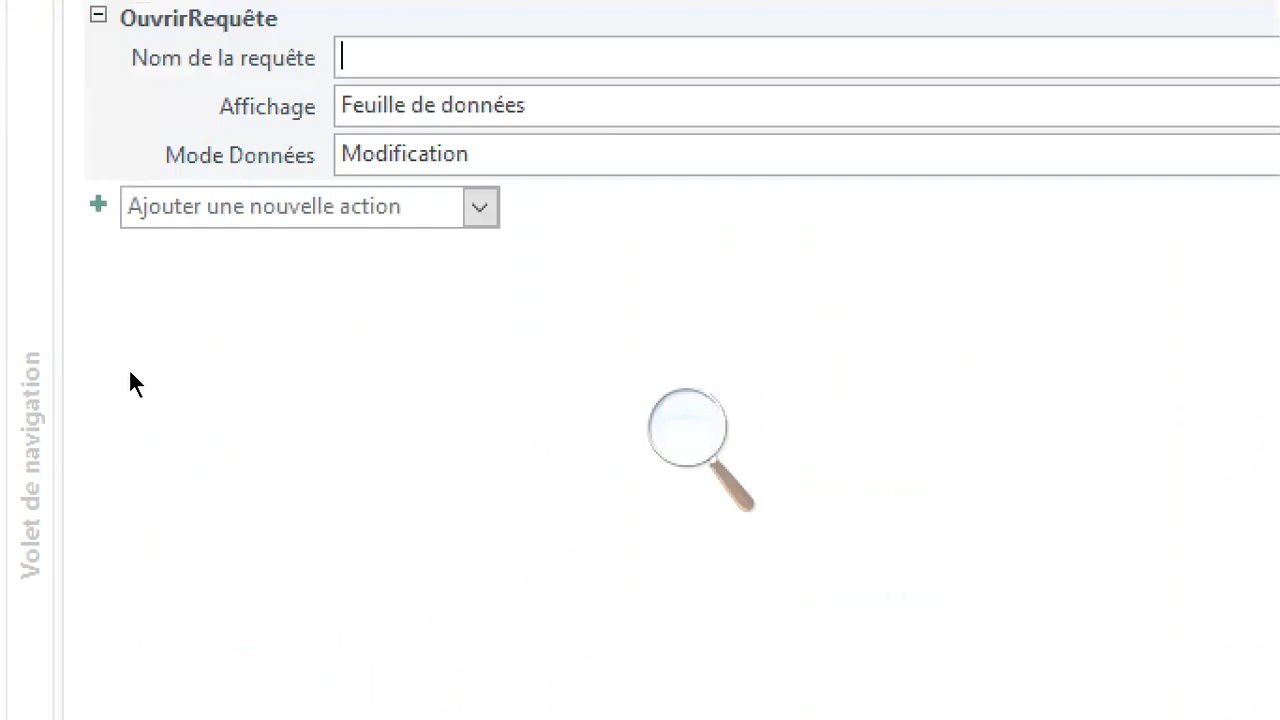 OuvrirRequête
Nom de la requête
Affichage Feuille de données
Mode Données Modification
Ajouter une nouvelle action
Volet de navigation